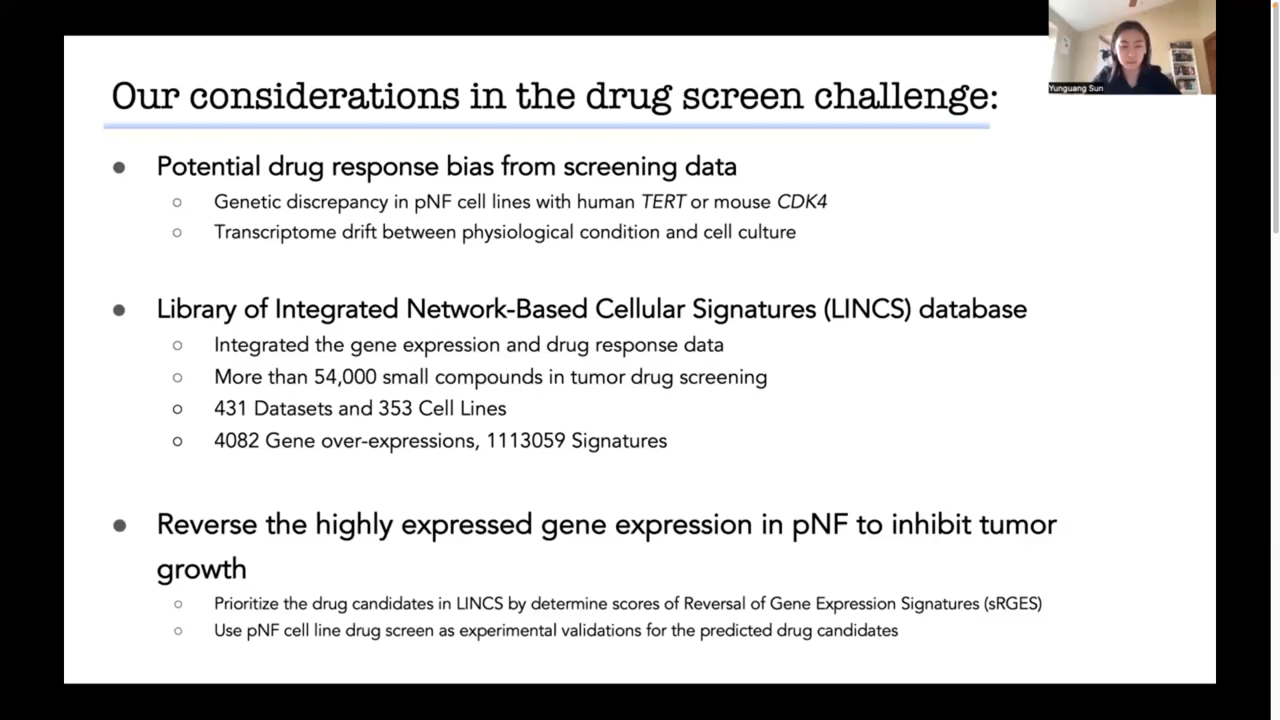 Our considerations in the drug screen challenge:
Yunguang Sun
● Potential drug response bias from screening data
○ Genetic discrepancy in pNF cell lines with human TERT or mouse CDK4
○ Transcriptome drift between physiological condition and cell culture
● Library of Integrated Network-Based Cellular Signatures (LINCS) database
○ Integrated the gene expression and drug response data
○ More than 54,000 small compounds in tumor drug screening
○ 431 Datasets and 353 Cell Lines
○ 4082 Gene over-expressions, 1113059 Signatures
● Reverse the highly expressed gene expression in pNF to inhibit tumor
growth
○ Prioritize the drug candidates in LINCS by determine scores of Reversal of Gene Expression Signatures (sRGES)
○ Use pNF cell line drug screen as experimental validations for the predicted drug candidates